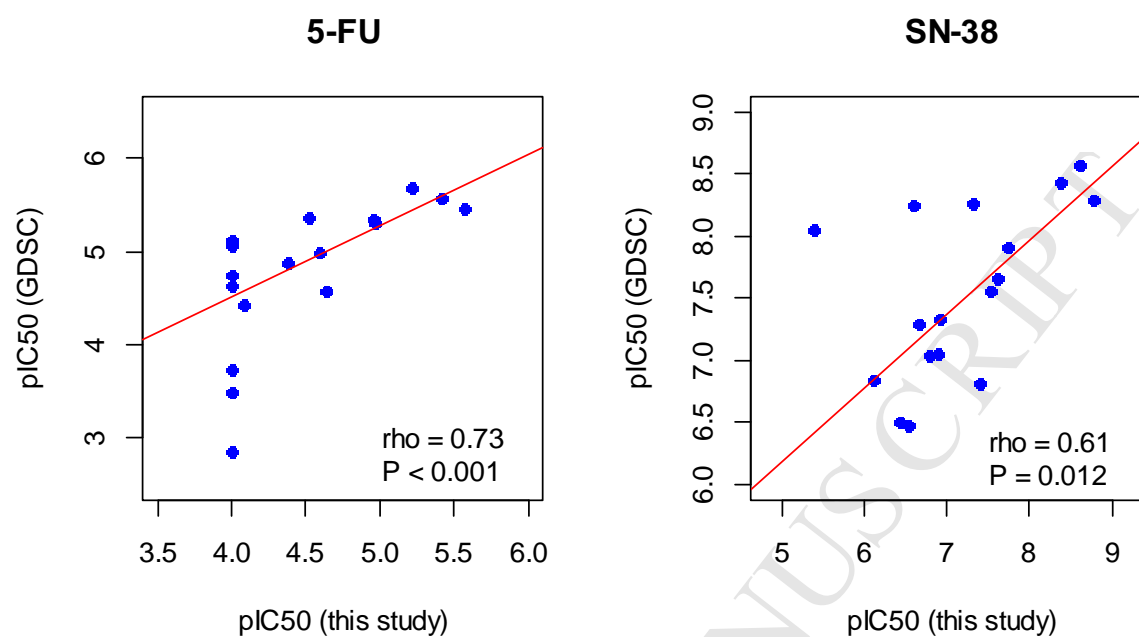 5-FU
pIC50 (GDSC)
6
5
4
3
rho = 0.73
P < 0.001
3.5 4.0 4.5 5.0 5.5 6.0
pIC50 (this study)
SN-38
pIC50 (GDSC)
9.0
8.5
8.0
7.5
7.0
6.5
6.0
rho = 0.61
P = 0.012
5 6 7 8 9
pIC50 (this study)
NUSCRIPT